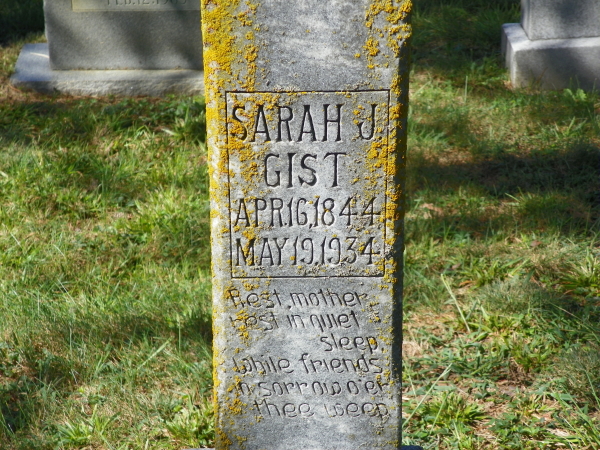 SARAH J.
GIST
APR.16,1844
MAY 19,1934
Rest, mother,
rest in quiet
sleep,
While friends
in sorrow o'er
thee weep